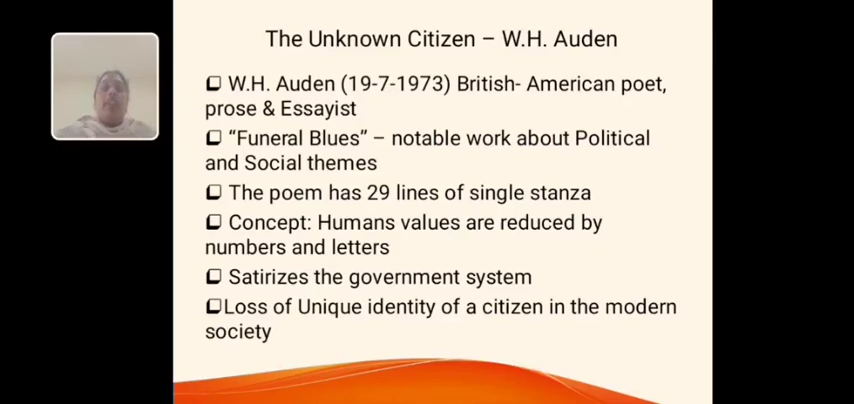 The Unknown Citizen – W.H. Auden
W.H. Auden (19-7-1973) British- American poet,
prose & Essayist
“Funeral Blues” – notable work about Political
and Social themes
The poem has 29 lines of single stanza
Concept: Humans values are reduced by
numbers and letters
Satirizes the government system
Loss of Unique identity of a citizen in the modern
society